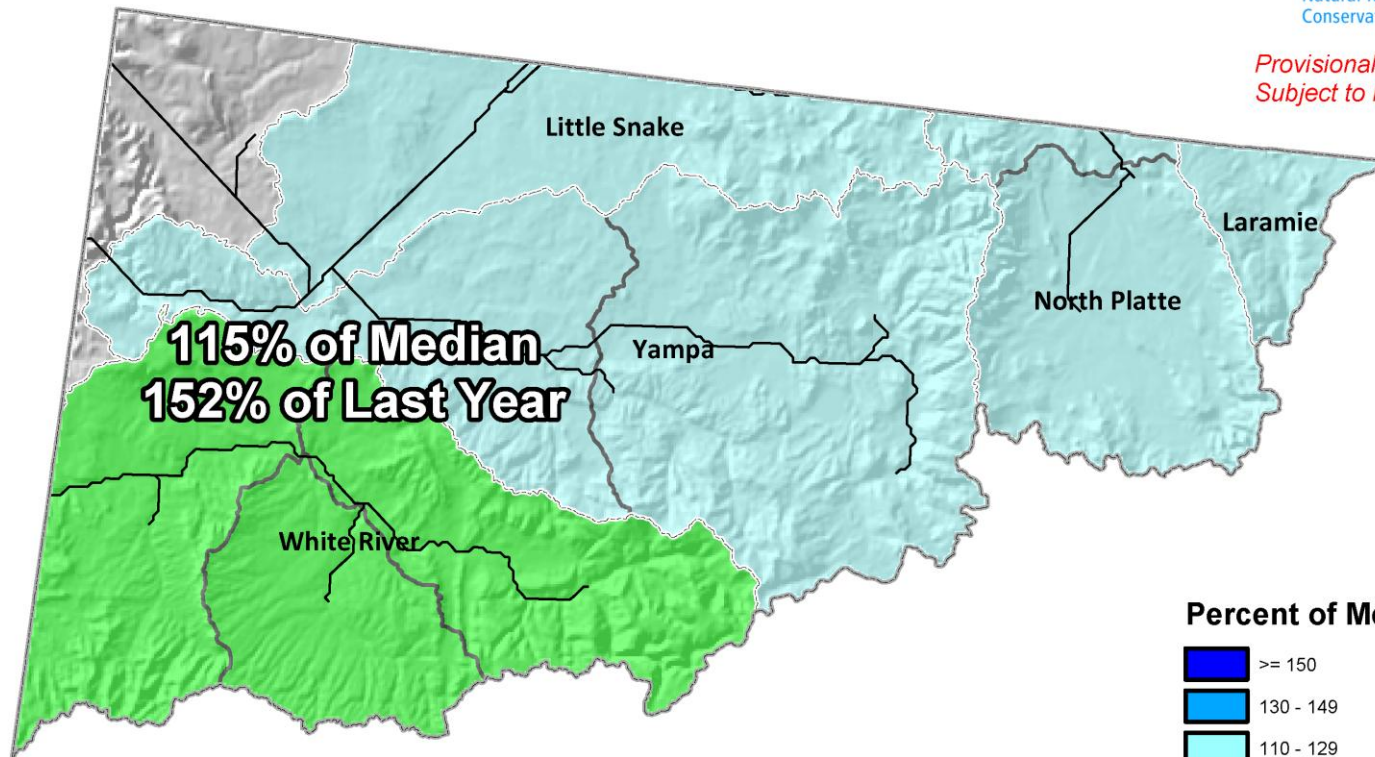 Conserva
Provisional
Subject to
Little Snake
Laramie
North Platte
115% of Median
Yampa
152% of Last Year
White River
Percent of M
>= 150
130 - 149
110 - 129